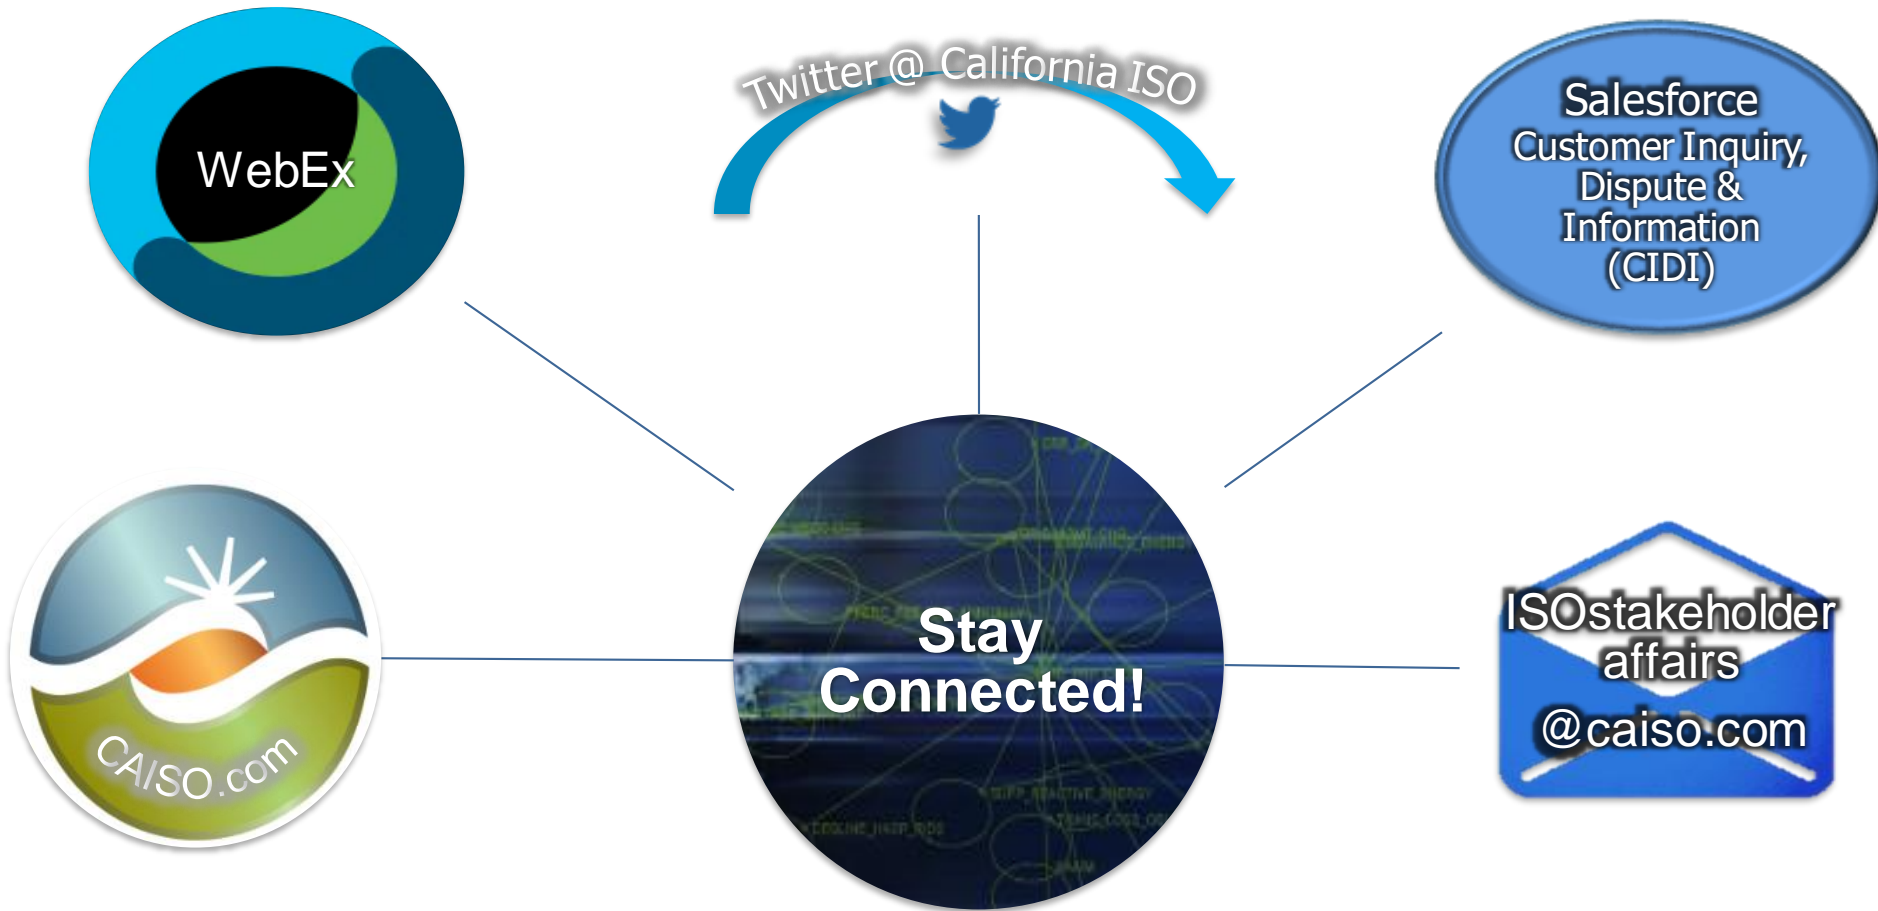 WebEx
Twitter @ California ISO
Salesforce
Customer Inquiry,
Dispute &
Information
(CIDI)
CAISO.com
Stay
Connected!
ISOstakeholder
affairs
@caiso.com